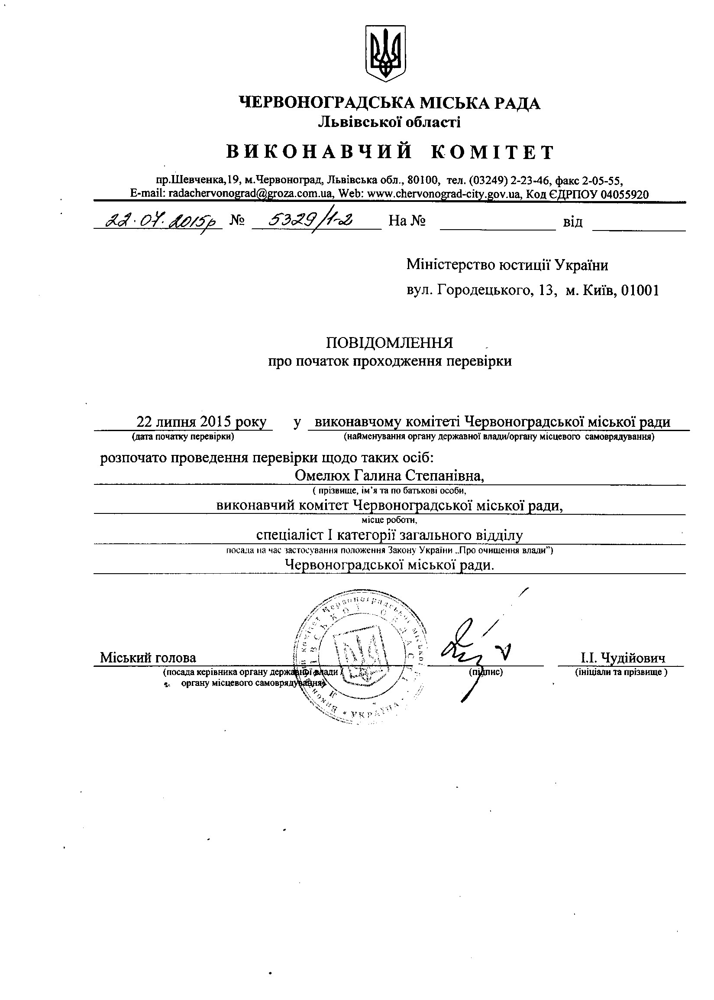 ЧЕРВОНОГРАДСЬКА МІСЬКА РАДА
Львівської області
ВИКОНАВЧИЙ КОМІТЕТ
пр.Шевченка,19, м.Червоноград, Львівська обл., 80100, тел. (03249) 2-23-46, факс 2-05-55,
E-mail: radachervonograd@groza.com.ua, Web: www.chervonograd-city.gov.ua, Код ЄДРПОУ 04055920
22.07.2015р № 5329/1-2 На № від
Міністерство юстиції України
вул. Городецького, 13, м. Київ, 01001
ПОВІДОМЛЕННЯ
про початок проходження перевірки
22 липня 2015 року у виконавчому комітеті Червоноградської міської ради
(дата початку перевірки) (найменування органу державної влади/органу місцевого самоврядування)
розпочато проведення перевірки щодо таких осіб:
Омелюх Галина Степанівна,
( прізвище, ім’я та по батькові особи,
виконавчий комітет Червоноградської міської ради,
місце роботи,
спеціаліст І категорії загального відділу
посада на час застосування положення Закону України „Про очищення влади”)
Червоноградської міської ради.
Міський голова І.І. Чудійович
(посада керівника органу державної влади / (підпис) (ініціали та прізвище )
органу місцевого самоврядування)
Виконавчий комітет Червоноградської міської
ЛЬВІВСЬКОЇ ОБЛАСТІ
* УКРАЇНА